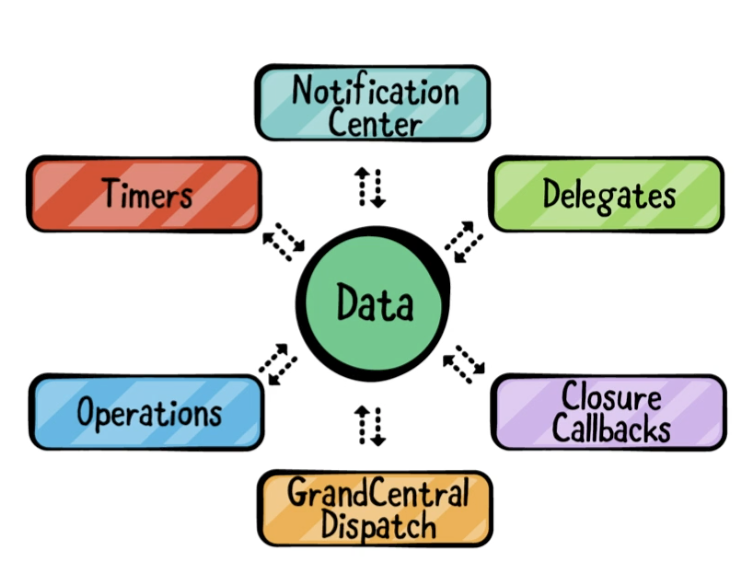 Notification
Center
Timers
Delegates
Data
Operations
Closure
Callbacks
GrandCentral
Dispatch